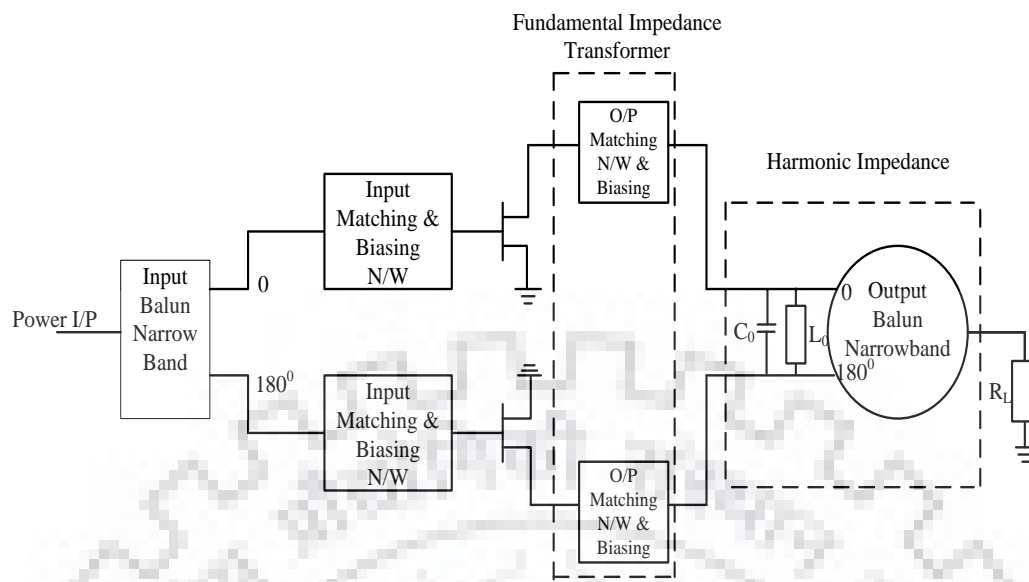 Fundamental Impedance
Transformer
O/P
Matching
N/W &
Biasing
Harmonic Impedance
Input
Matching &
Biasing
N/W
Input
Balun
Narrow
Band
0
180⁰
Power I/P
C₀
L₀
0
Output
Balun
Narrowband
180⁰
R_L
Input
Matching &
Biasing
N/W
O/P
Matching
N/W &
Biasing